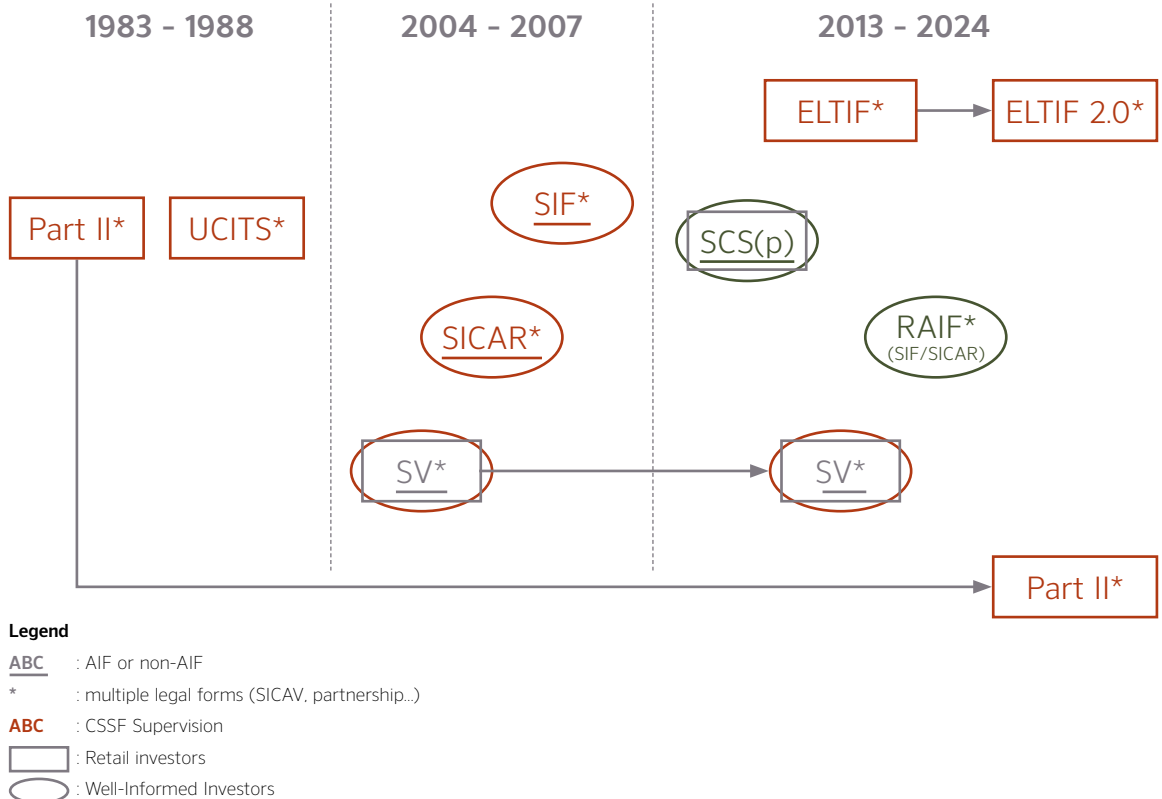 1983 - 1988
2004 - 2007
2013 - 2024
ELTIF*
ELTIF 2.0*
Part II*
UCITS*
SIF*
SCS(p)
SICAR*
RAIF*
(SIF/SICAR)
SV*
SV*
Part II*
Legend
ABC : AIF or non-AIF
* : multiple legal forms (SICAV, partnership...)
ABC : CSSF Supervision
: Retail investors
: Well-Informed Investors